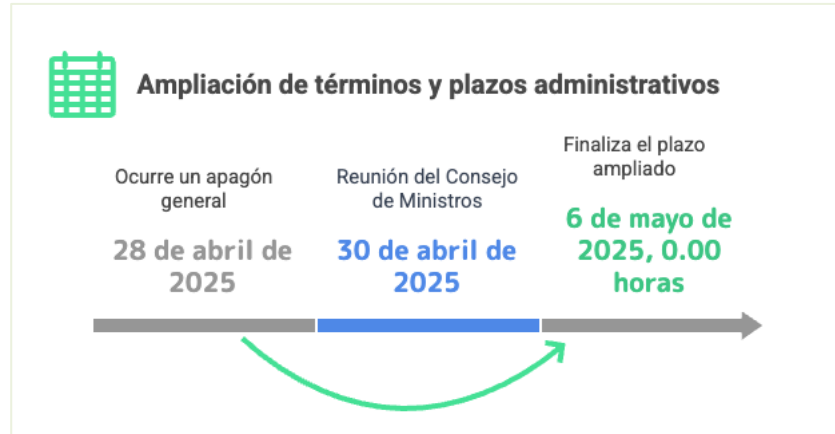 Ampliación de términos y plazos administrativos
Ocurre un apagón
general
28 de abril de
2025
Reunión del Consejo
de Ministros
30 de abril de
2025
Finaliza el plazo
ampliado
6 de mayo de
2025, 0.00
horas